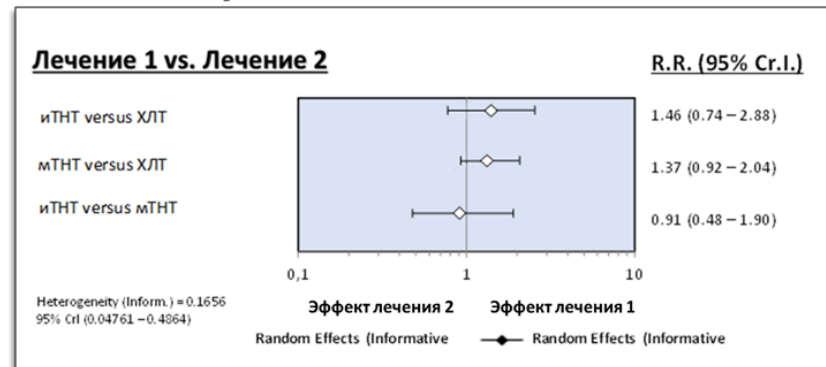 Лечение 1 vs. Лечение 2
R.R. (95% Cr.I.)
иТНТ versus ХЛТ
1.46 (0.74 – 2.88)
мТНТ versus ХЛТ
1.37 (0.92 – 2.04)
иТНТ versus мТНТ
0.91 (0.48 – 1.90)
0,1
1
10
Heterogeneity (Inform.) = 0.1656
95% CrI (0.04761 – 0.4864)
Эффект лечения 2
Эффект лечения 1
Random Effects (Informative
Random Effects (Informative